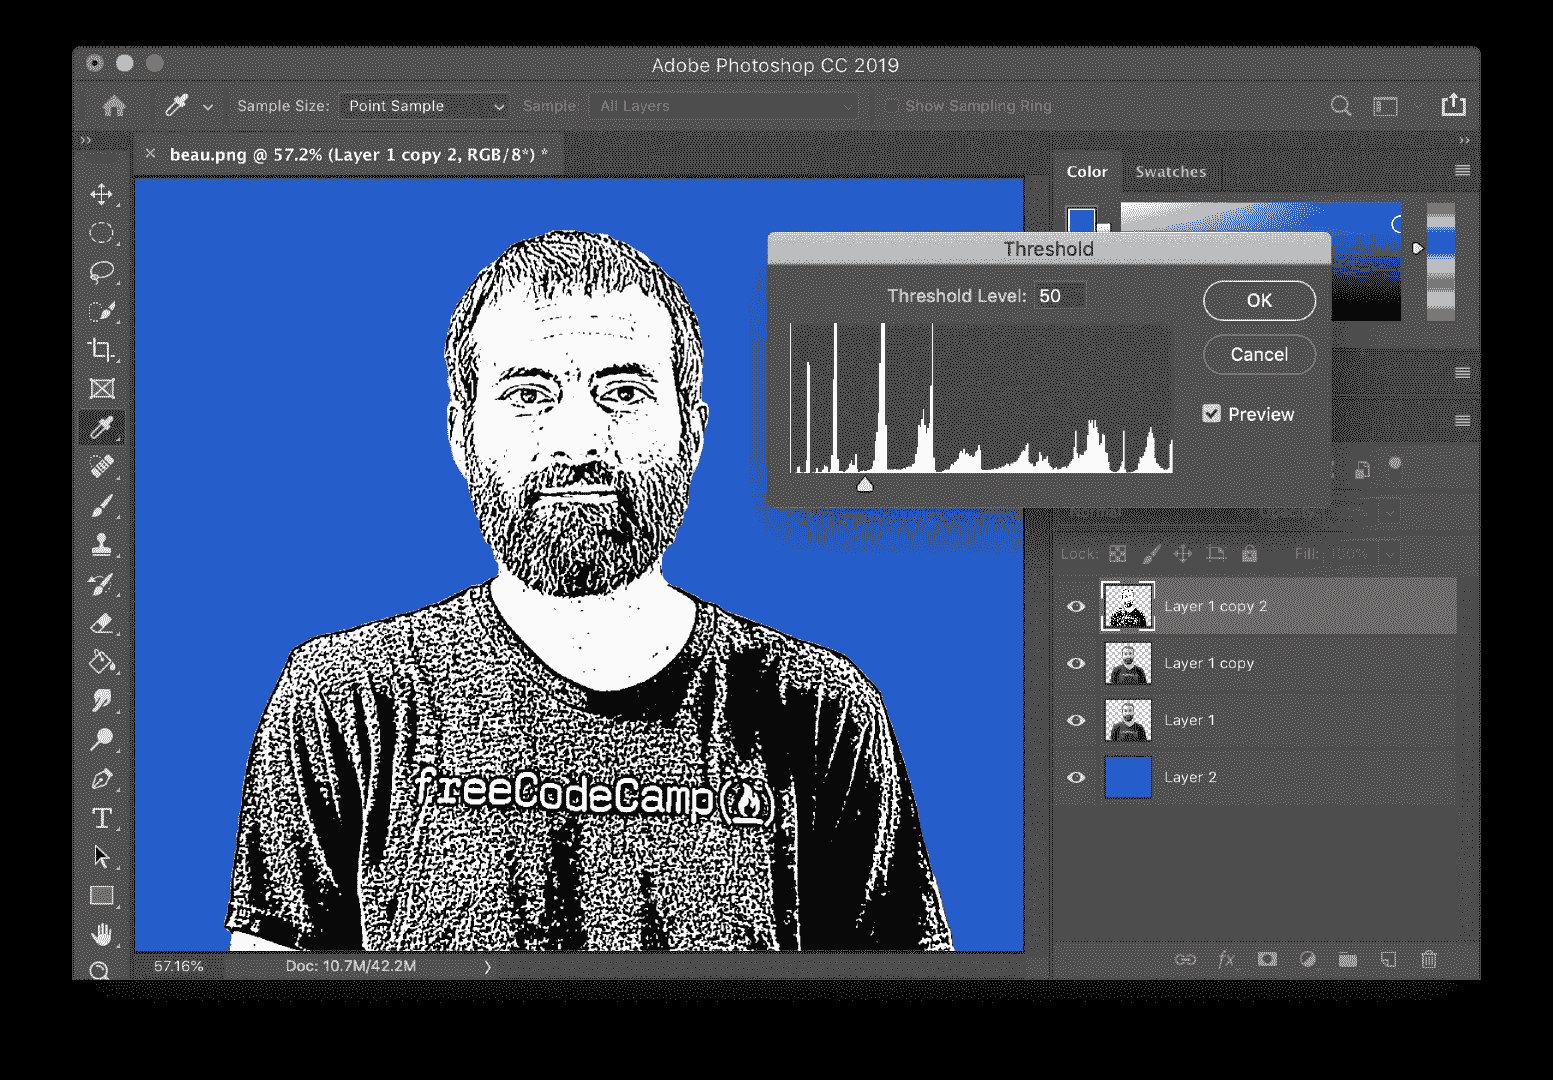 Adobe Photoshop CC 2019
Sample Size: Point Sample Sample: All Layers Show Sampling Ring
beau.png @ 57.2% (Layer 1 copy 2, RGB/8*) *
Color Swatches
Threshold
Threshold Level: 50
OK
Cancel
Preview
Normal Opacity:
Lock: Fill: 100%
Layer 1 copy 2
Layer 1 copy
Layer 1
Layer 2
freeCodeCamp
57.16% Doc: 10.7M/42.2M
fx